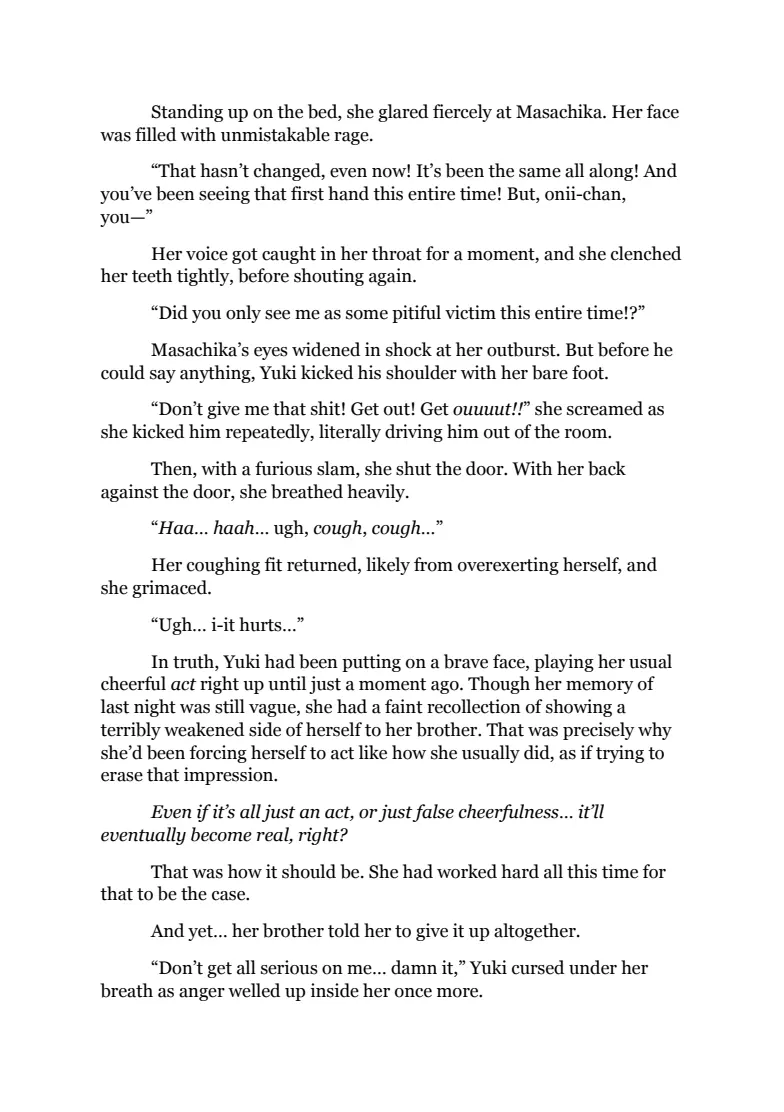 Standing up on the bed, she glared fiercely at Masachika. Her face
was filled with unmistakable rage.
“That hasn’t changed, even now! It’s been the same all along! And
you’ve been seeing that first hand this entire time! But, onii-chan,
you—”
Her voice got caught in her throat for a moment, and she clenched
her teeth tightly, before shouting again.
“Did you only see me as some pitiful victim this entire time!?”
Masachika’s eyes widened in shock at her outburst. But before he
could say anything, Yuki kicked his shoulder with her bare foot.
“Don’t give me that shit! Get out! Get ouuuut!!” she screamed as
she kicked him repeatedly, literally driving him out of the room.
Then, with a furious slam, she shut the door. With her back
against the door, she breathed heavily.
“Haa… haah… ugh, cough, cough…”
Her coughing fit returned, likely from overexerting herself, and
she grimaced.
“Ugh… i-it hurts…”
In truth, Yuki had been putting on a brave face, playing her usual
cheerful act right up until just a moment ago. Though her memory of
last night was still vague, she had a faint recollection of showing a
terribly weakened side of herself to her brother. That was precisely why
she’d been forcing herself to act like how she usually did, as if trying to
erase that impression.
Even if it’s all just an act, or just false cheerfulness… it’ll
eventually become real, right?
That was how it should be. She had worked hard all this time for
that to be the case.
And yet… her brother told her to give it up altogether.
“Don’t get all serious on me… damn it,” Yuki cursed under her
breath as anger welled up inside her once more.